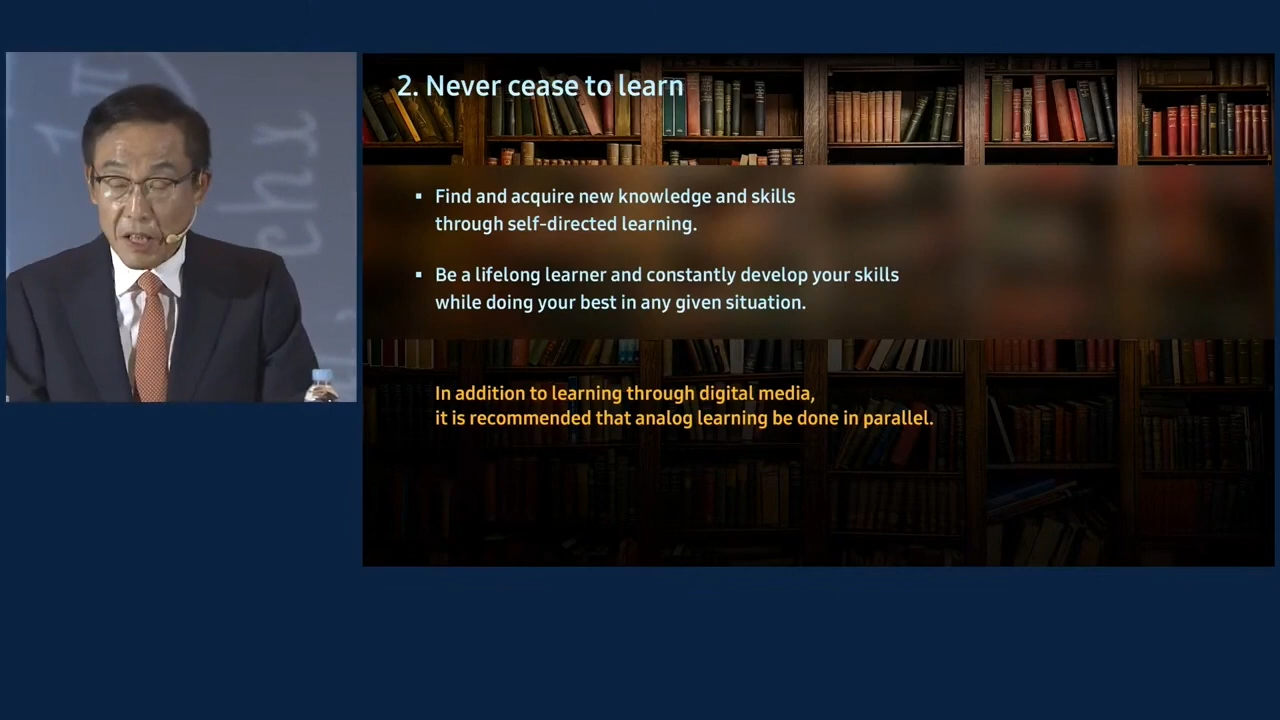 2. Never cease to learn
▪ Find and acquire new knowledge and skills
through self-directed learning.
▪ Be a lifelong learner and constantly develop your skills
while doing your best in any given situation.
In addition to learning through digital media,
it is recommended that analog learning be done in parallel.